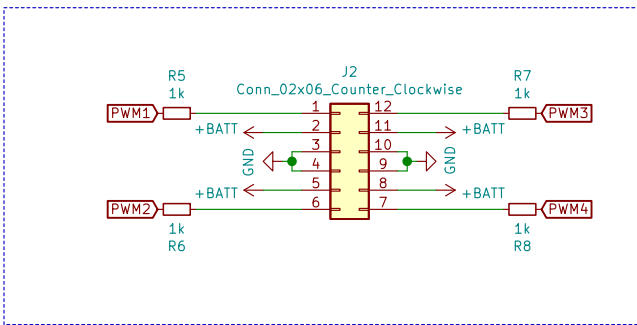 J2
Conn_02x06_Counter_Clockwise
R5
1k
R7
1k
PWM1
1
12
PWM3
+BATT
2
11
+BATT
GND
3
10
GND
4
9
+BATT
5
8
+BATT
PWM2
6
7
PWM4
1k
R6
1k
R8